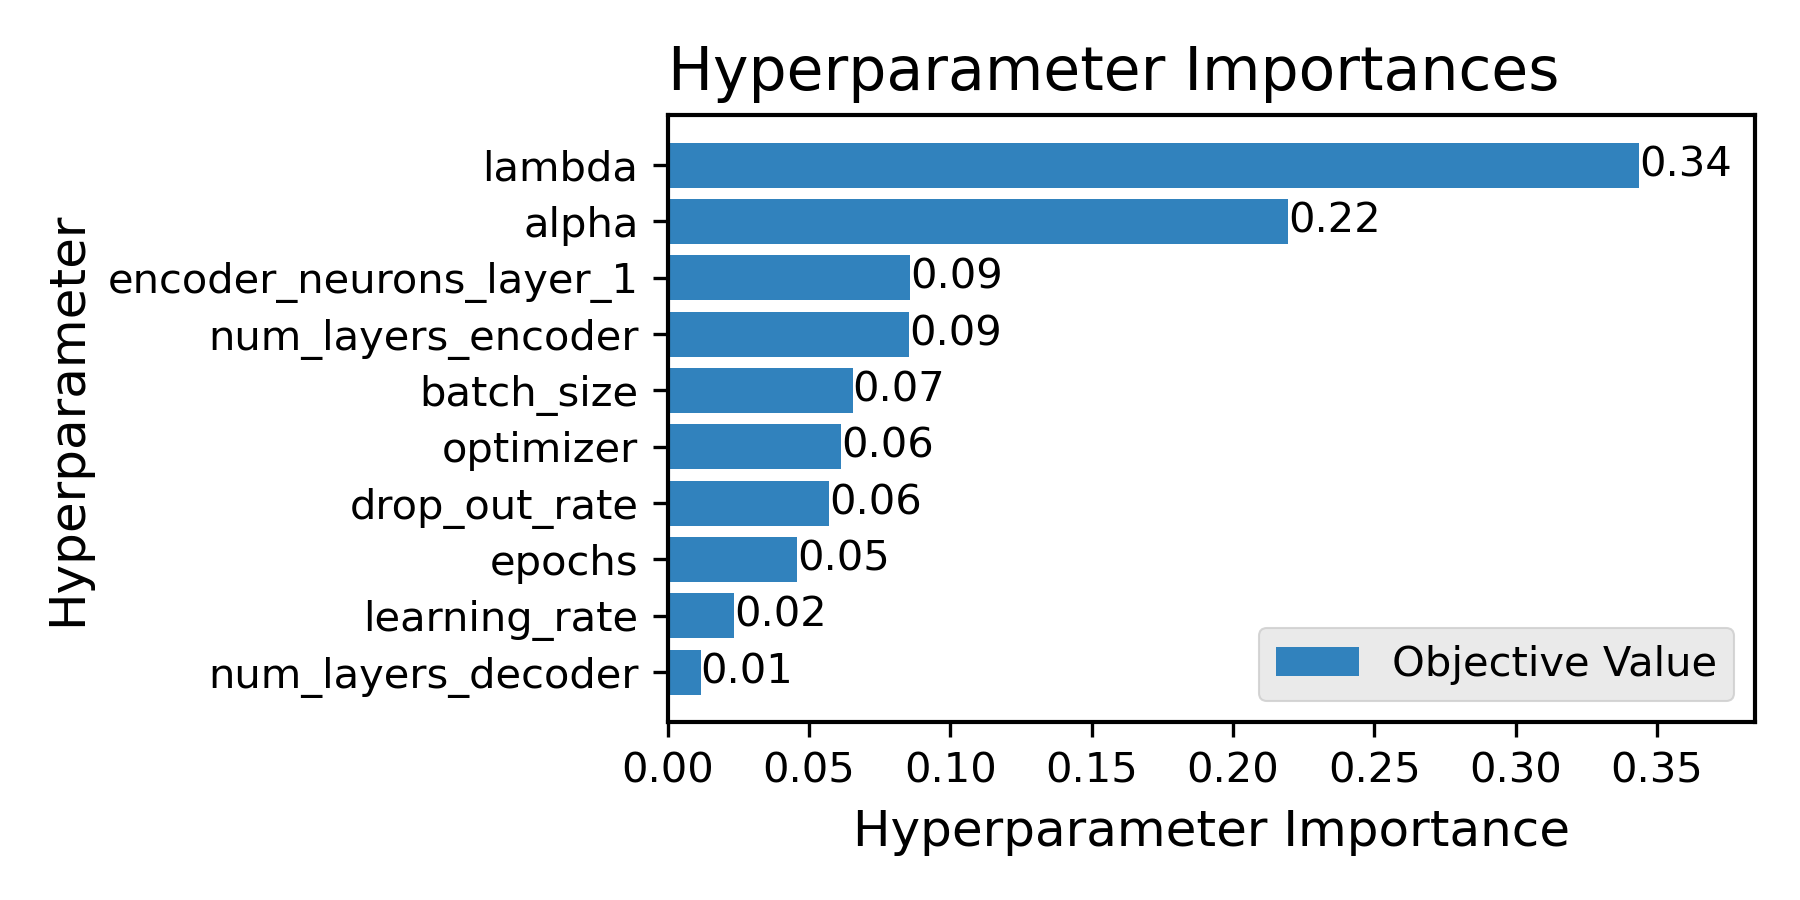 Hyperparameter Importances
Hyperparameter
lambda 0.34
alpha 0.22
encoder_neurons_layer_1 0.09
num_layers_encoder 0.09
batch_size 0.07
optimizer 0.06
drop_out_rate 0.06
epochs 0.05
learning_rate 0.02
num_layers_decoder 0.01
Objective Value
0.00 0.05 0.10 0.15 0.20 0.25 0.30 0.35
Hyperparameter Importance